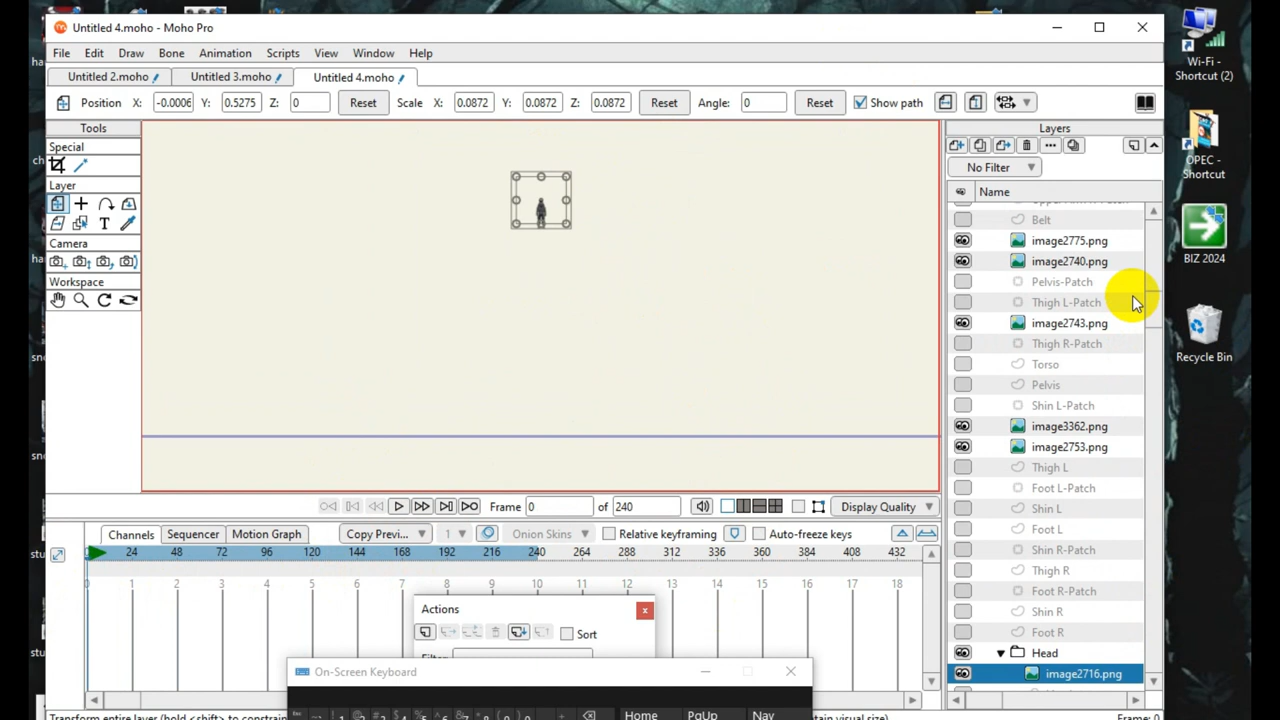 Untitled 4.moho - Moho Pro
File Edit Draw Bone Animation Scripts View Window Help
Untitled 2.moho Untitled 3.moho Untitled 4.moho
Position X: -0.0006 Y: 0.5275 Z: 0 Reset Scale X: 0.0872 Y: 0.0872 Z: 0.0872 Reset Angle: 0 Reset Show path
Tools
Special
Layer
T
Camera
Workspace
Layers
No Filter
Name
Belt
image2775.png
image2740.png
Pelvis-Patch
Thigh L-Patch
image2743.png
Thigh R-Patch
Torso
Pelvis
Shin L-Patch
image3362.png
image2753.png
Thigh L
Foot L-Patch
Shin L
Foot L
Shin R-Patch
Thigh R
Foot R-Patch
Shin R
Foot R
Head
image2716.png
Frame 0 of 240 Display Quality
Channels Sequencer Motion Graph Copy Previ... 1 Onion Skins Relative keyframing Auto-freeze keys
24 48 72 96 120 144 168 192 216 240 264 288 312 336 360 384 408 432
0 1 2 3 4 5 6 7 8 9 10 11 12 13 14 15 16 17 18
Actions
Sort
On-Screen Keyboard
Home PgUp Nav
Frame: 0
Wi-Fi -
Shortcut (2)
OPEC -
Shortcut
BIZ 2024
Recycle Bin